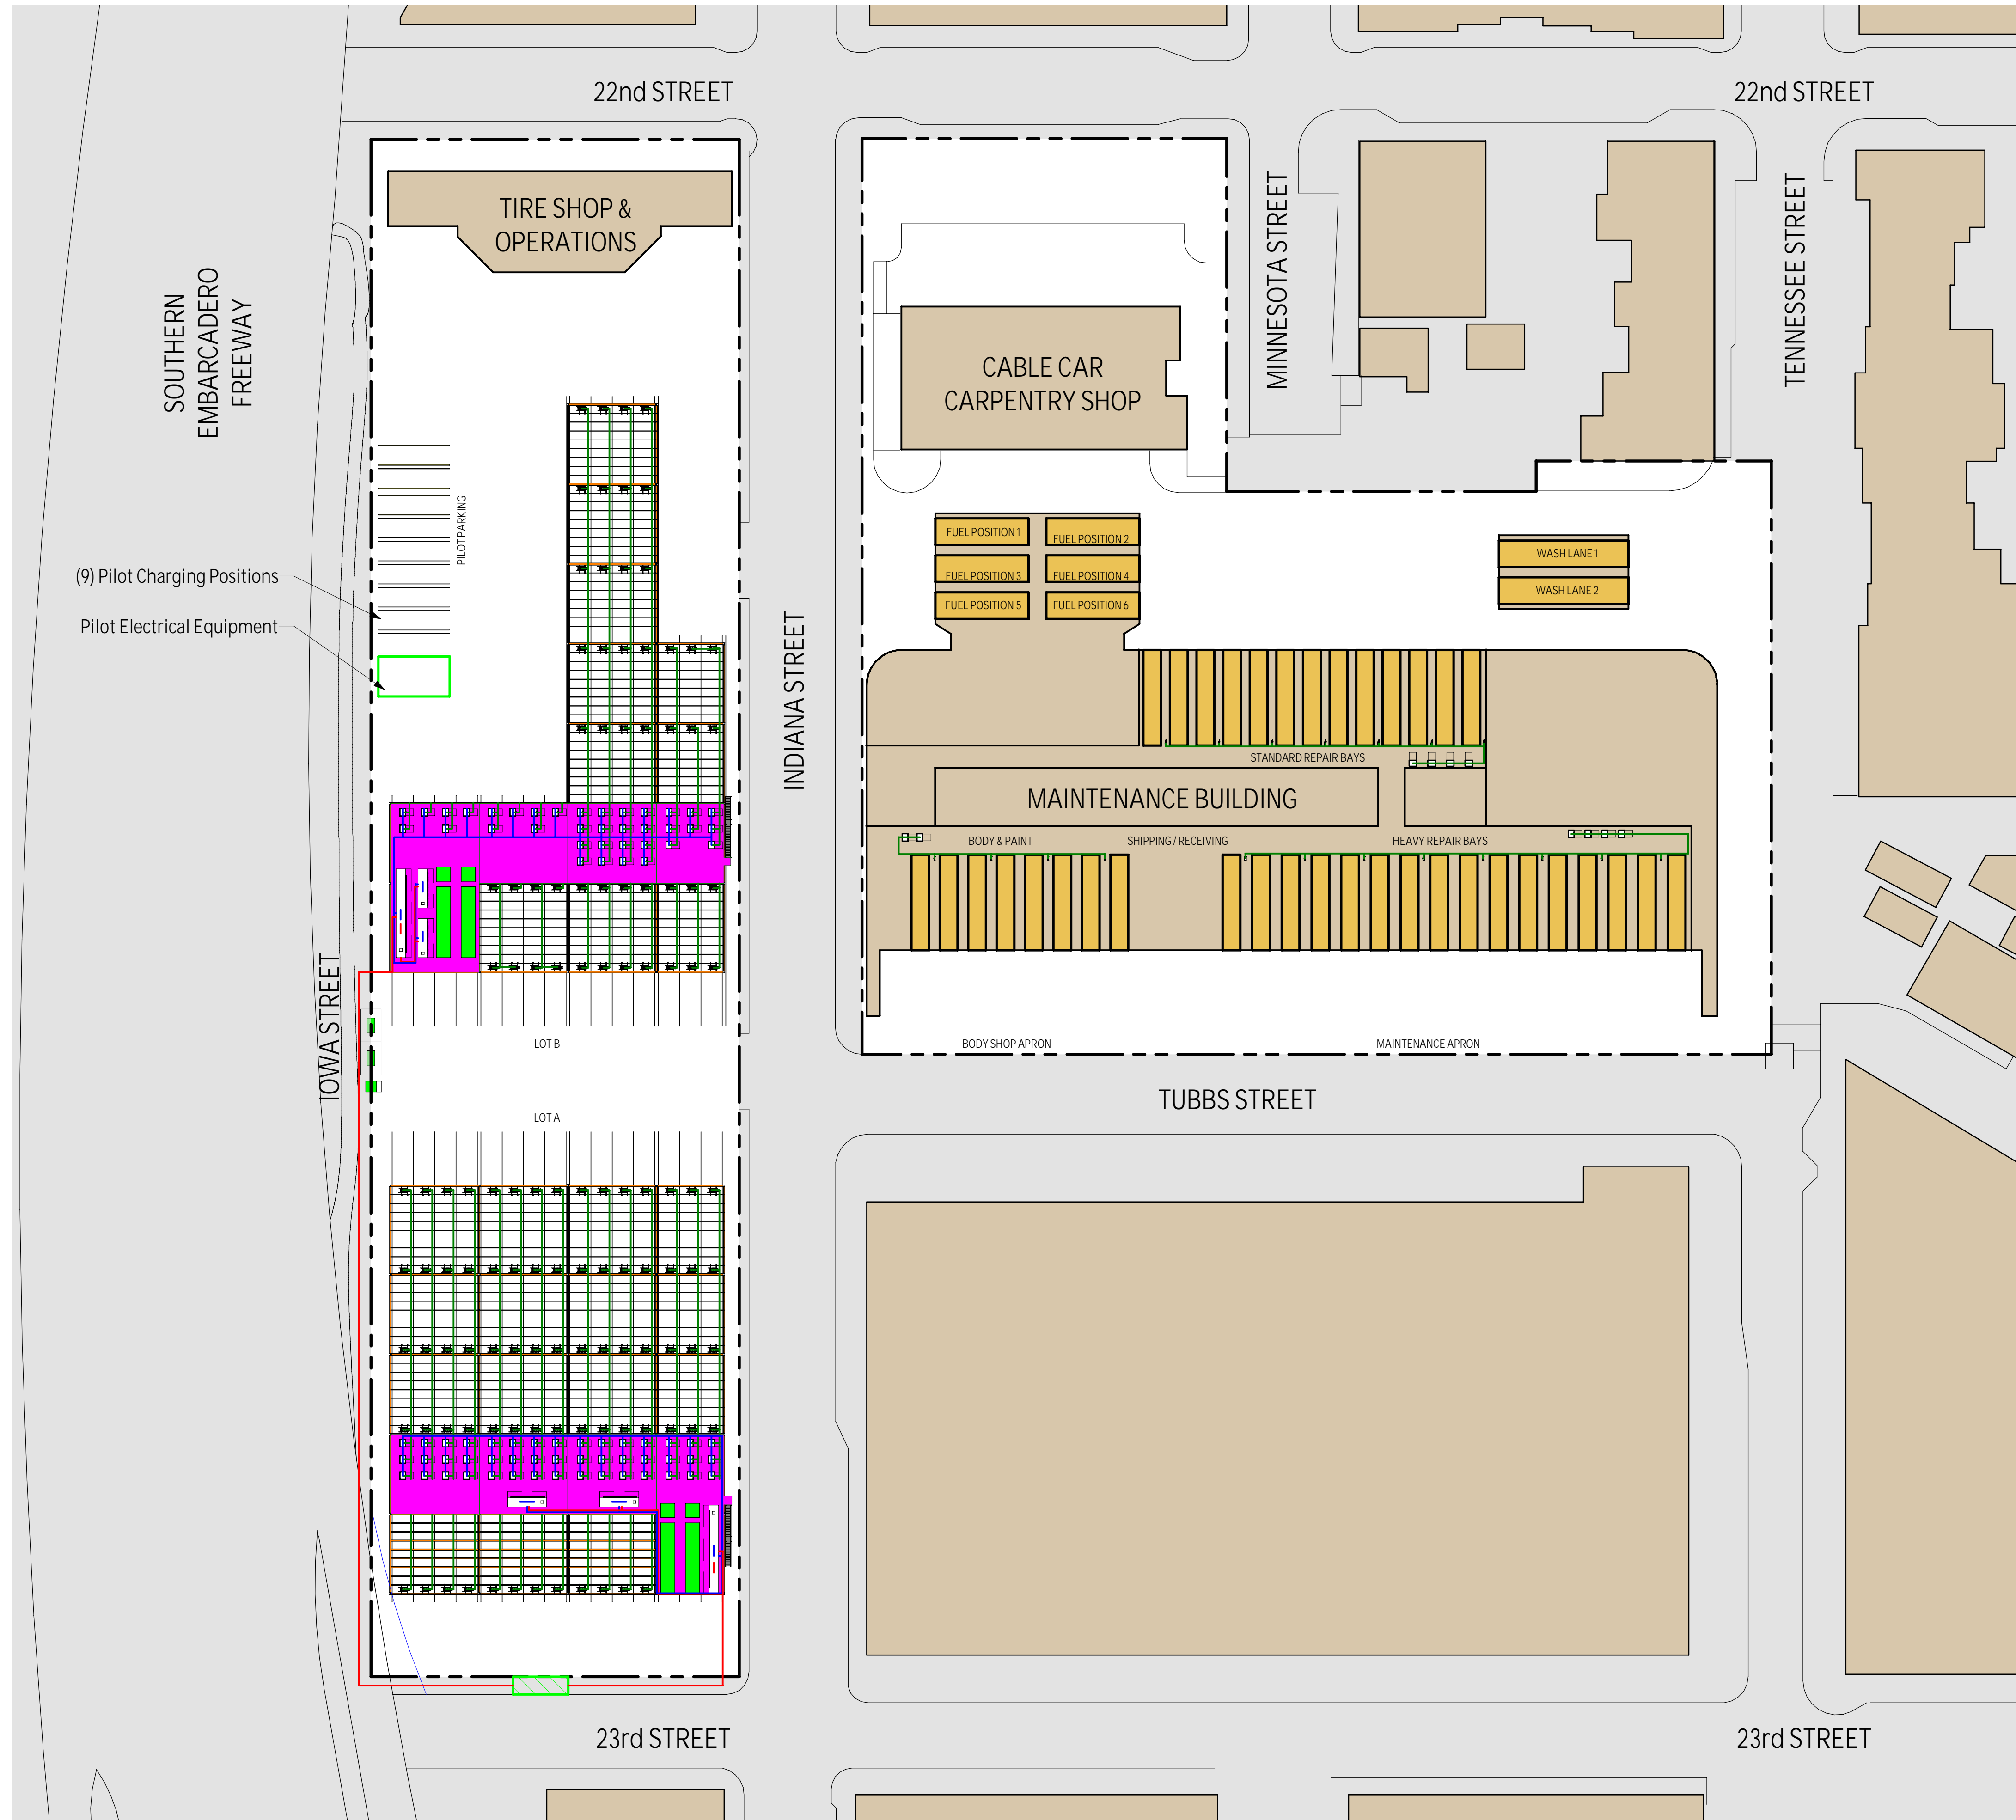 22nd STREET
22nd STREET
TIRE SHOP &
OPERATIONS
SOUTHERN
EMBARCADERO
FREEWAY
MINNESOTA STREET
TENNESSEE STREET
CABLE CAR
CARPENTRY SHOP
PILOT PARKING
FUEL POSITION 1
FUEL POSITION 2
FUEL POSITION 3
FUEL POSITION 4
FUEL POSITION 5
FUEL POSITION 6
WASH LANE 1
WASH LANE 2
(9) Pilot Charging Positions
Pilot Electrical Equipment
INDIANA STREET
STANDARD REPAIR BAYS
MAINTENANCE BUILDING
BODY & PAINT
SHIPPING / RECEIVING
HEAVY REPAIR BAYS
IOWA STREET
LOT B
BODY SHOP APRON
MAINTENANCE APRON
LOT A
TUBBS STREET
23rd STREET
23rd STREET